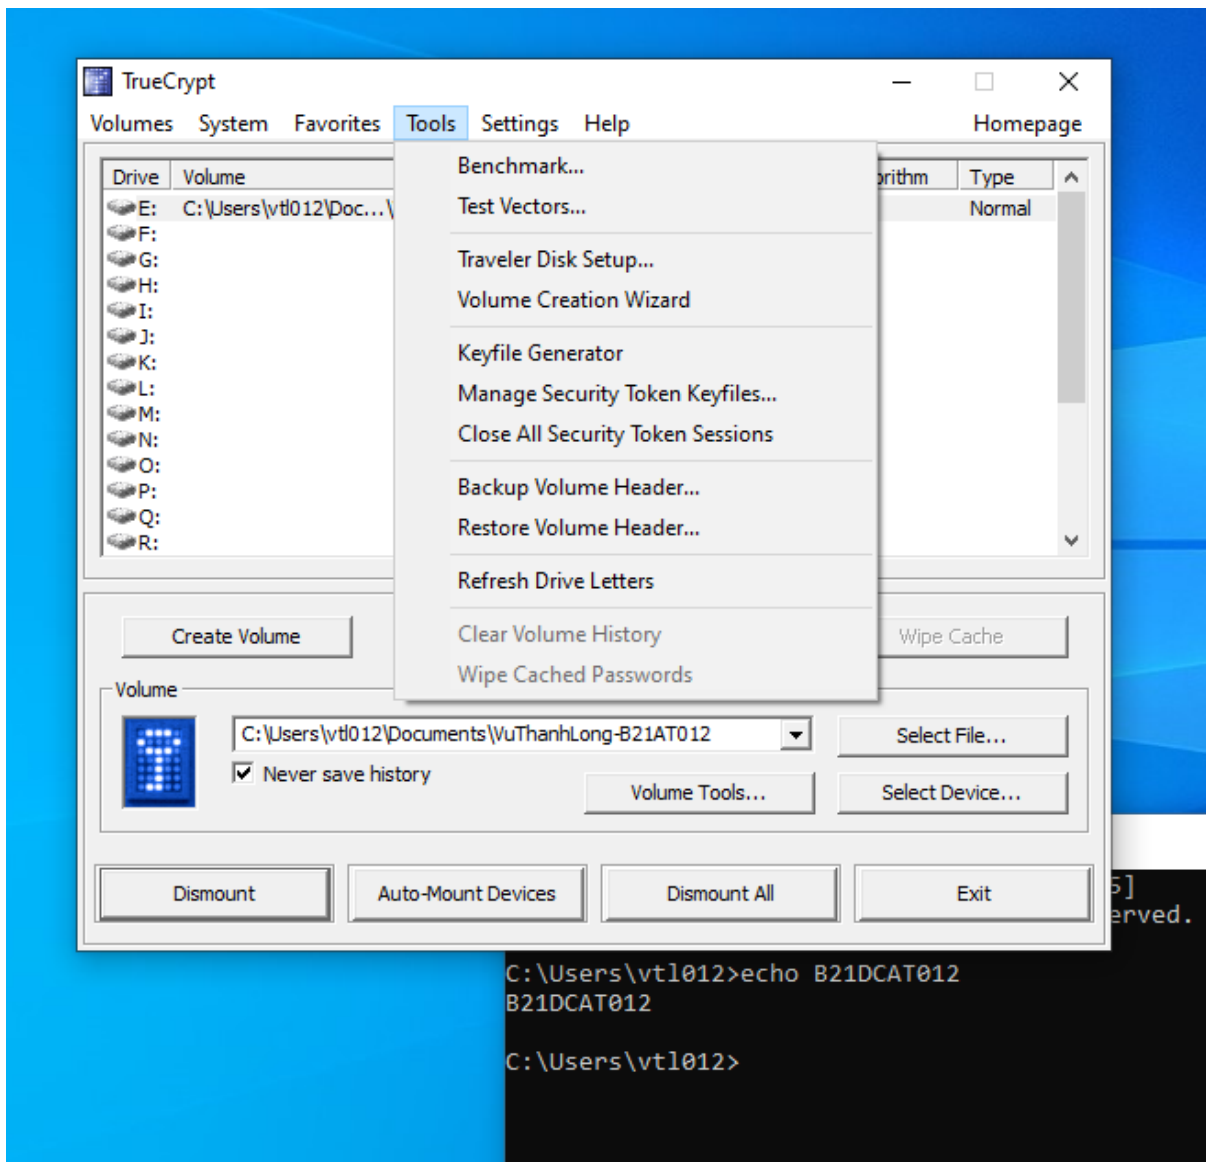 TrueCrypt
Volumes System Favorites Tools Settings Help Homepage
Benchmark...
Test Vectors...
Traveler Disk Setup...
Volume Creation Wizard
Keyfile Generator
Manage Security Token Keyfiles...
Close All Security Token Sessions
Backup Volume Header...
Restore Volume Header...
Refresh Drive Letters
Clear Volume History
Wipe Cached Passwords
Drive Volume orithm Type
E: C:\Users\vtl012\Doc...\ Normal
F:
G:
H:
I:
J:
K:
L:
M:
N:
O:
P:
Q:
R:
Create Volume Wipe Cache
Volume
C:\Users\vtl012\Documents\VuThanhLong-B21AT012 Select File...
Never save history
Volume Tools... Select Device...
Dismount Auto-Mount Devices Dismount All Exit
5]
erved.
C:\Users\vtl012>echo B21DCAT012
B21DCAT012
C:\Users\vtl012>